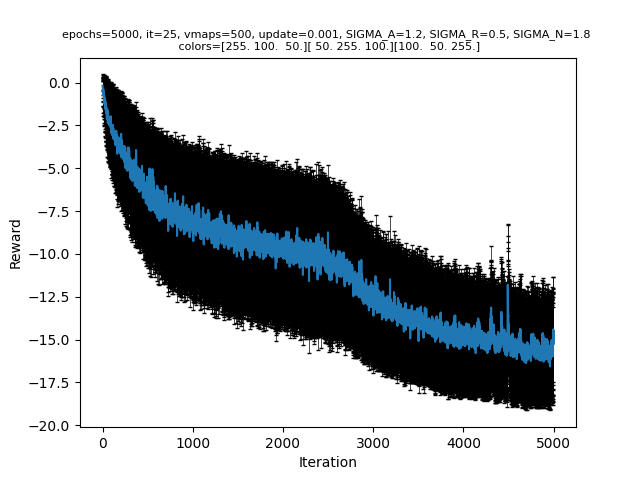 epochs=5000, it=25, vmaps=500, update=0.001, SIGMA_A=1.2, SIGMA_R=0.5, SIGMA_N=1.8
colors=[255. 100.  50.][ 50. 255. 100.][100.  50. 255.]
0.0
−2.5
−5.0
−7.5
−10.0
−12.5
−15.0
−17.5
−20.0
Reward
0 1000 2000 3000 4000 5000
Iteration